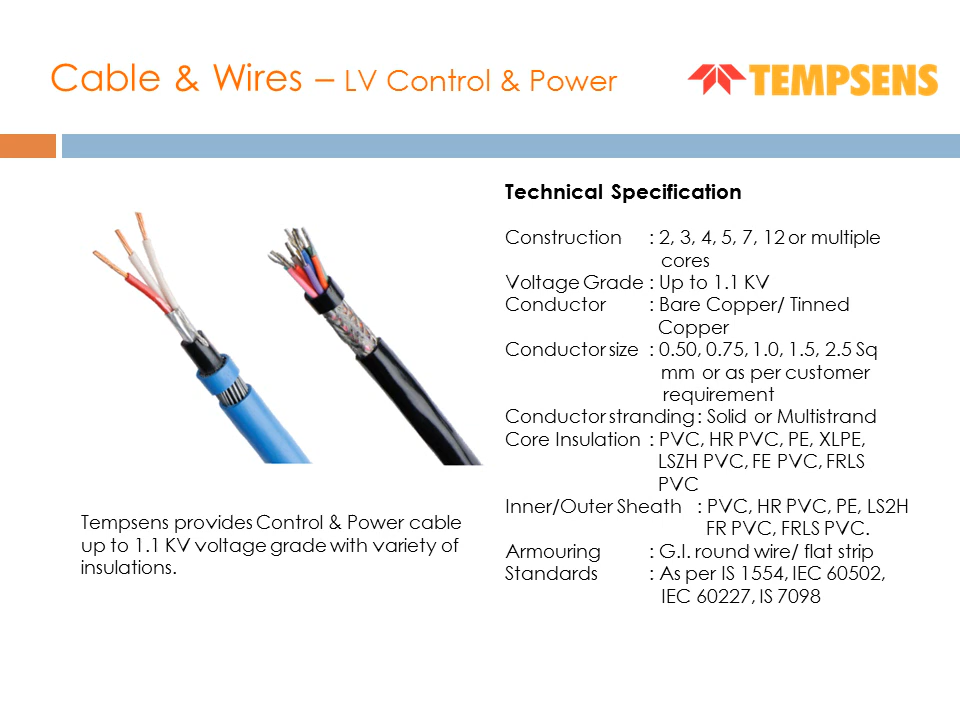 Cable & Wires – LV Control & Power
TEMPSENS
Technical Specification
Construction : 2, 3, 4, 5, 7, 12 or multiple
cores
Voltage Grade : Up to 1.1 KV
Conductor : Bare Copper/ Tinned
Copper
Conductor size : 0.50, 0.75, 1.0, 1.5, 2.5 Sq
mm or as per customer
requirement
Conductor stranding : Solid or Multistrand
Core Insulation : PVC, HR PVC, PE, XLPE,
LSZH PVC, FE PVC, FRLS
PVC
Inner/Outer Sheath : PVC, HR PVC, PE, LS2H
FR PVC, FRLS PVC.
Armouring : G.I. round wire/ flat strip
Standards : As per IS 1554, IEC 60502,
IEC 60227, IS 7098
Tempsens provides Control & Power cable
up to 1.1 KV voltage grade with variety of
insulations.